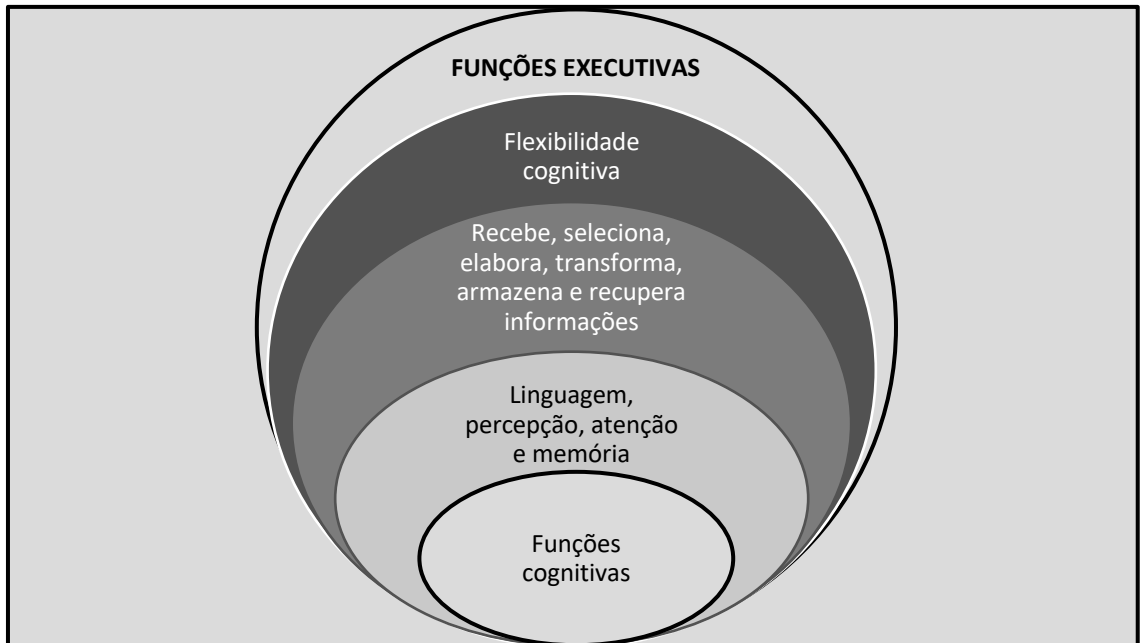 FUNÇÕES EXECUTIVAS
Flexibilidade
cognitiva
Recebe, seleciona,
elabora, transforma,
armazena e recupera
informações
Linguagem,
percepção, atenção
e memória
Funções
cognitivas